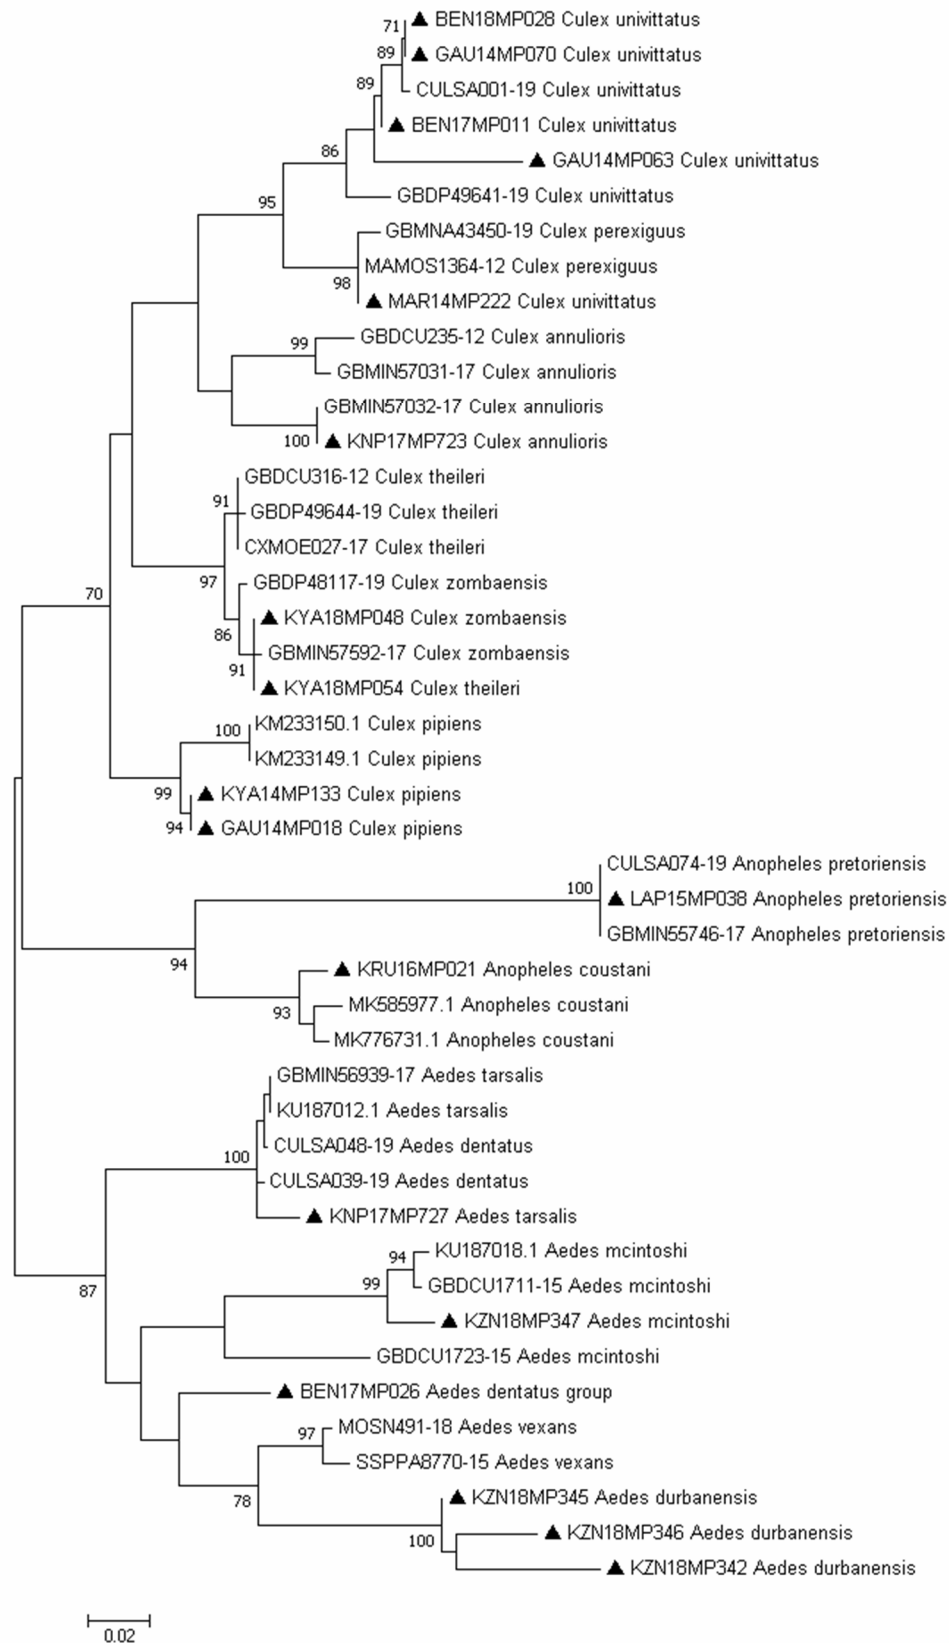 71
▲ BEN18MP028 Culex univittatus
89
▲ GAU14MP070 Culex univittatus
89
CULSA001-19 Culex univittatus
▲ BEN17MP011 Culex univittatus
86
▲ GAU14MP063 Culex univittatus
95
GBDP49641-19 Culex univittatus
GBMNA43450-19 Culex perexiguus
MAMOS1364-12 Culex perexiguus
98
▲ MAR14MP222 Culex univittatus
99
GBDCU235-12 Culex annulioris
GBMIN57031-17 Culex annulioris
GBMIN57032-17 Culex annulioris
100
▲ KNP17MP723 Culex annulioris
GBDCU316-12 Culex theileri
91
GBDP49644-19 Culex theileri
CXMOE027-17 Culex theileri
97
GBDP48117-19 Culex zombaensis
▲ KYA18MP048 Culex zombaensis
86
GBMIN57592-17 Culex zombaensis
91
▲ KYA18MP054 Culex theileri
70
KM233150.1 Culex pipiens
100
KM233149.1 Culex pipiens
99
▲ KYA14MP133 Culex pipiens
94
▲ GAU14MP018 Culex pipiens
CULSA074-19 Anopheles pretoriensis
100
▲ LAP15MP038 Anopheles pretoriensis
GBMIN55746-17 Anopheles pretoriensis
94
▲ KRU16MP021 Anopheles coustani
93
MK585977.1 Anopheles coustani
MK776731.1 Anopheles coustani
GBMIN56939-17 Aedes tarsalis
KU187012.1 Aedes tarsalis
CULSA048-19 Aedes dentatus
100
CULSA039-19 Aedes dentatus
▲ KNP17MP727 Aedes tarsalis
94
KU187018.1 Aedes mcintoshi
99
GBDCU1711-15 Aedes mcintoshi
87
▲ KZN18MP347 Aedes mcintoshi
GBDCU1723-15 Aedes mcintoshi
▲ BEN17MP026 Aedes dentatus group
97
MOSN491-18 Aedes vexans
SSPPA8770-15 Aedes vexans
78
▲ KZN18MP345 Aedes durbanensis
100
▲ KZN18MP346 Aedes durbanensis
▲ KZN18MP342 Aedes durbanensis
0.02